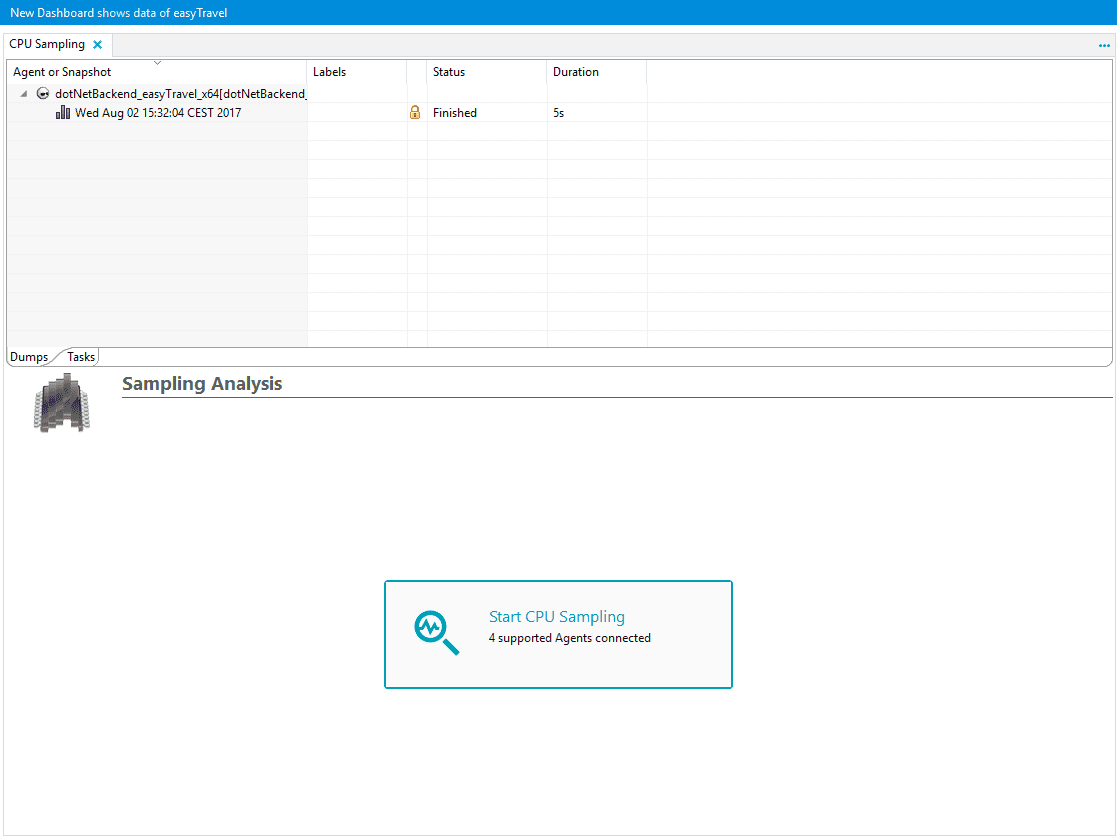 New Dashboard shows data of easyTravel
CPU Sampling
Agent or Snapshot Labels Status Duration
dotNetBackend_easyTravel_x64[dotNetBackend_
Wed Aug 02 15:32:04 CEST 2017 Finished 5s
Dumps Tasks
Sampling Analysis
Start CPU Sampling
4 supported Agents connected